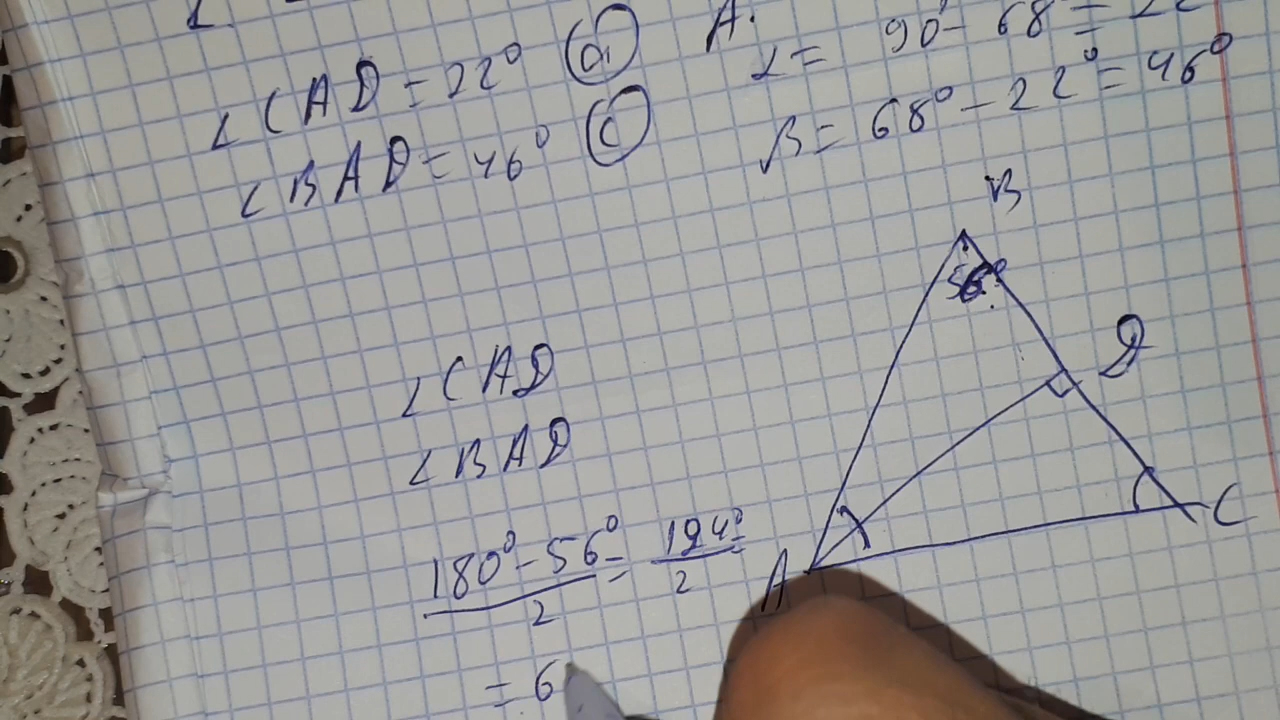 ∠CAD = 22° a
∠BAD = 46° c
A.
α = 90° - 68 = 22
β = 68° - 22° = 46°
B
56°
D
∠CAD
∠BAD
C
180° - 56° = 124° =
2 2
A
= 6